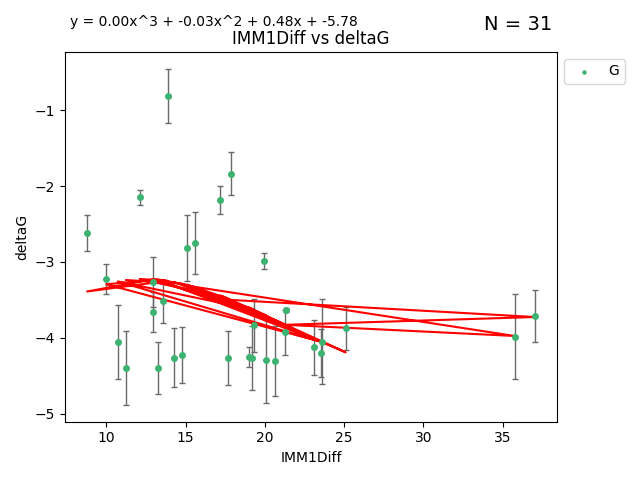 y = 0.00x^3 + -0.03x^2 + 0.48x + -5.78
N = 31
IMM1Diff vs deltaG
G
−1
−2
−3
−4
−5
deltaG
10 15 20 25 30 35
IMM1Diff